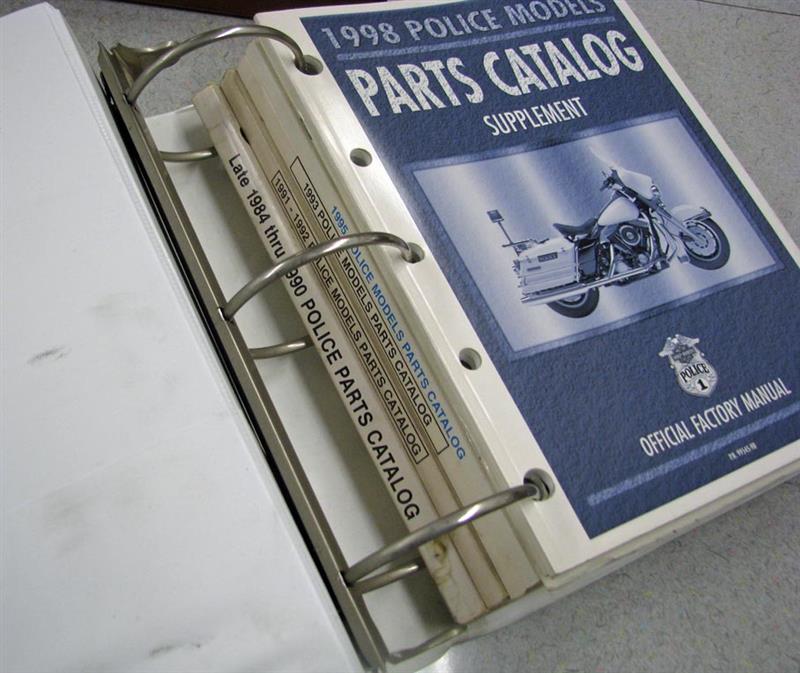 1998 POLICE MODELS
PARTS CATALOG
SUPPLEMENT
POLICE
1
OFFICIAL FACTORY MANUAL
1995 POLICE MODELS PARTS CATALOG
1993 POLICE MODELS PARTS CATALOG
1991 - 1992 POLICE MODELS PARTS CATALOG
Late 1984 thru 1990 POLICE PARTS CATALOG